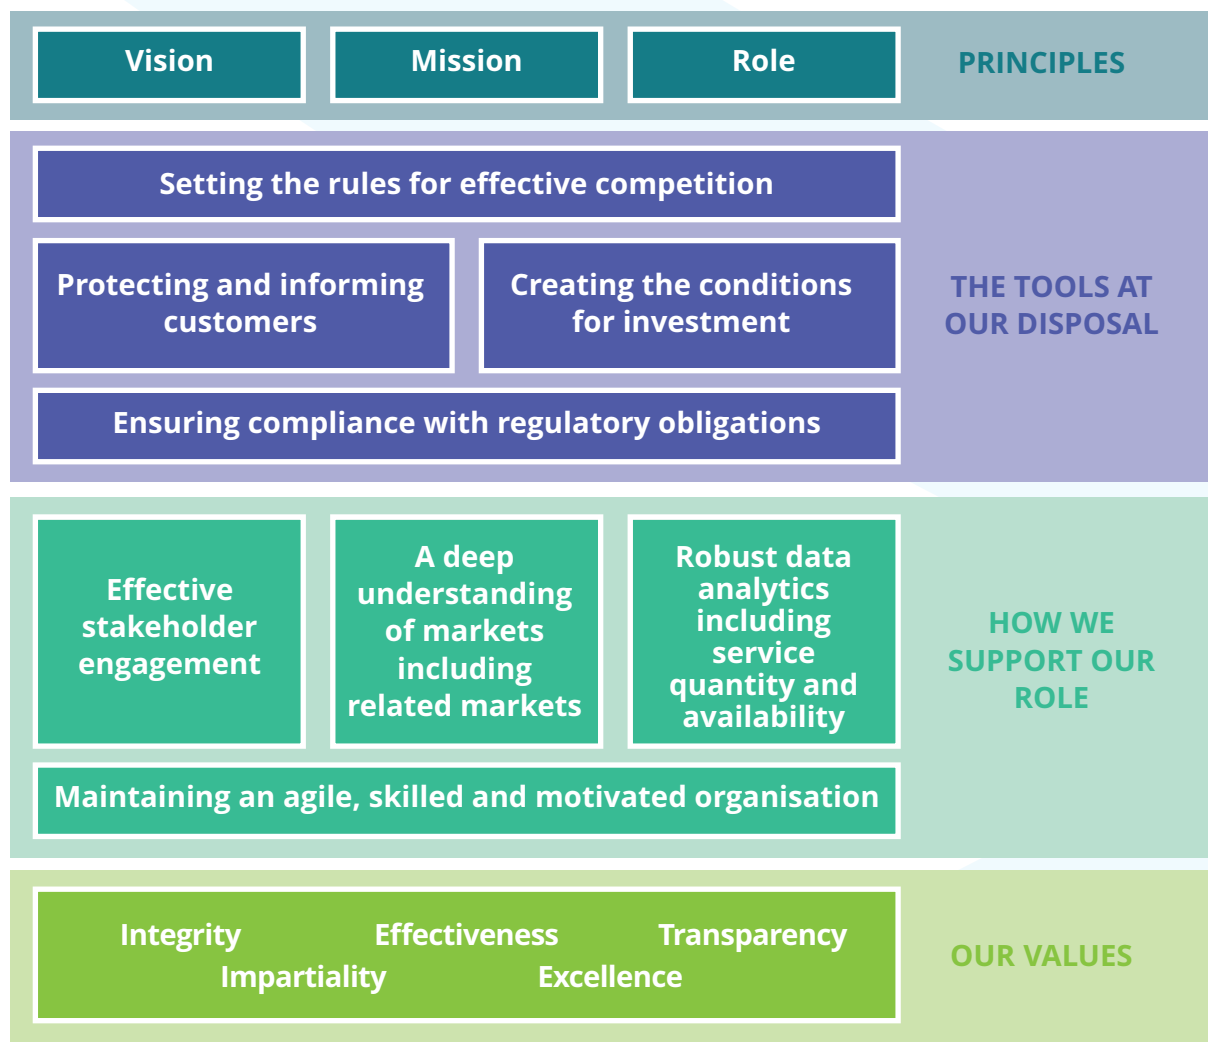 Vision
Mission
Role
PRINCIPLES
Setting the rules for effective competition
Protecting and informing
customers
Creating the conditions
for investment
Ensuring compliance with regulatory obligations
THE TOOLS AT
OUR DISPOSAL
Effective
stakeholder
engagement
A deep
understanding
of markets
including
related markets
Robust data
analytics
including
service
quantity and
availability
Maintaining an agile, skilled and motivated organisation
HOW WE
SUPPORT OUR
ROLE
Integrity
Effectiveness
Transparency
Impartiality
Excellence
OUR VALUES